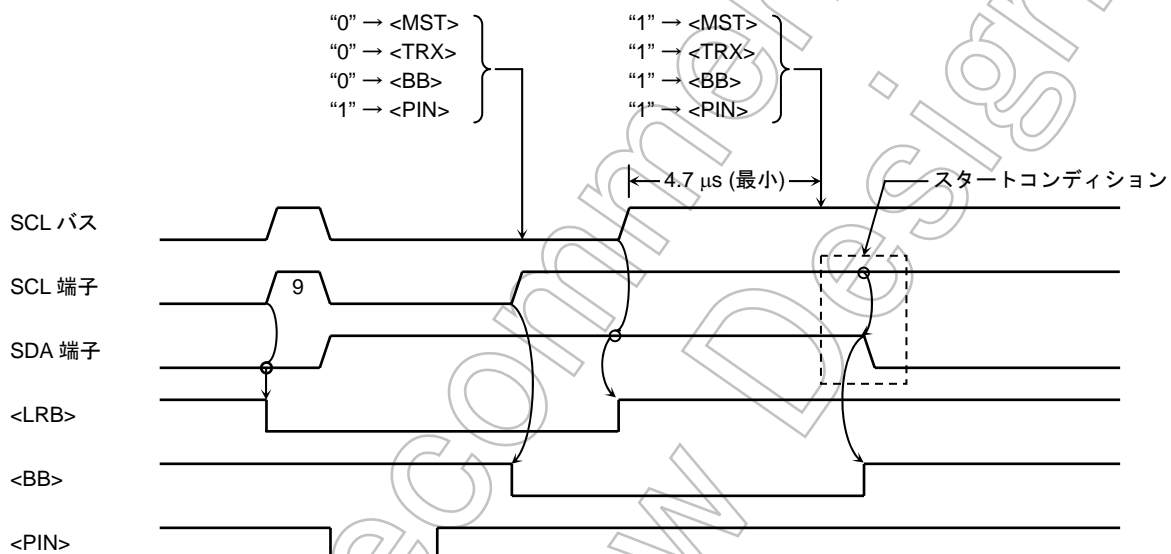 “0” → <MST>
“0” → <TRX>
“0” → <BB>
“1” → <PIN>
“1” → <MST>
“1” → <TRX>
“1” → <BB>
“1” → <PIN>
4.7 μs (最小)
スタートコンディション
SCL バス
SCL 端子
9
SDA 端子
<LRB>
<BB>
<PIN>